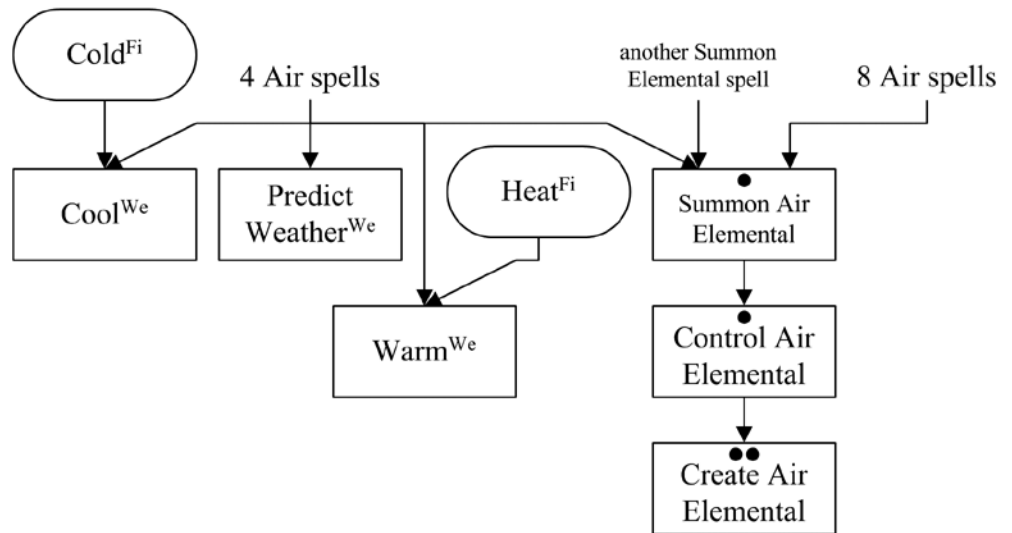 Cold^Fi
4 Air spells
another Summon
Elemental spell
8 Air spells
Cool^We
Predict
Weather^We
Heat^Fi
Summon Air
Elemental
Warm^We
Control Air
Elemental
Create Air
Elemental